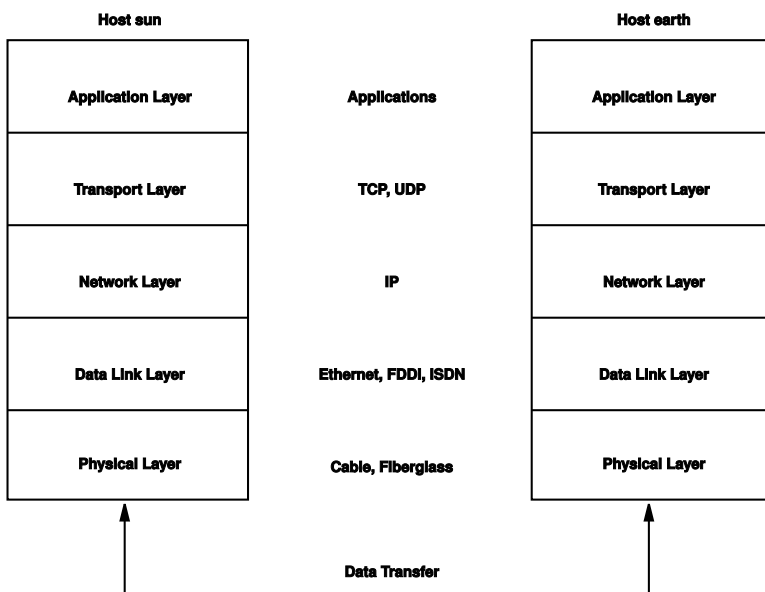 Host sun
Host earth
Application Layer
Applications
Application Layer
Transport Layer
TCP, UDP
Transport Layer
Network Layer
IP
Network Layer
Data Link Layer
Ethernet, FDDI, ISDN
Data Link Layer
Physical Layer
Cable, Fiberglass
Physical Layer
Data Transfer